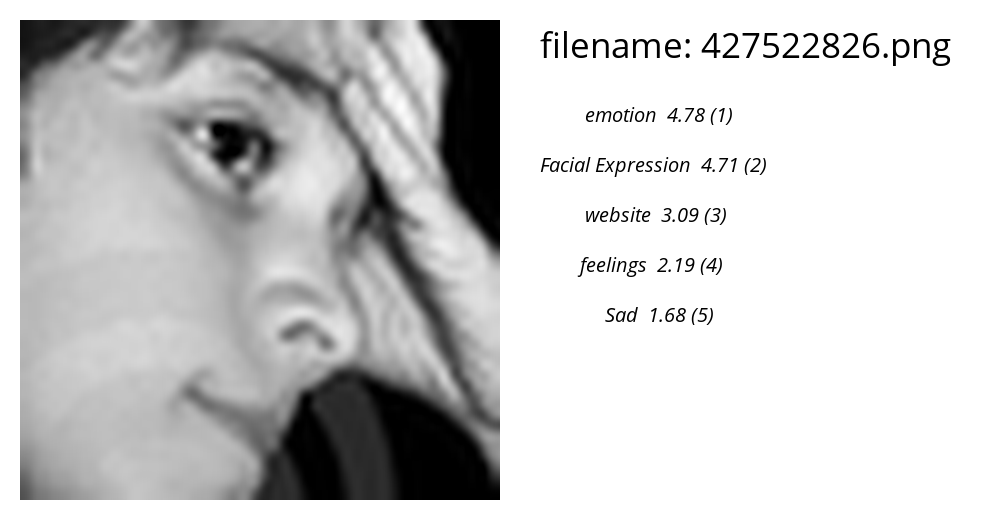 filename: 427522826.png
emotion 4.78 (1)
Facial Expression 4.71 (2)
website 3.09 (3)
feelings 2.19 (4)
Sad 1.68 (5)